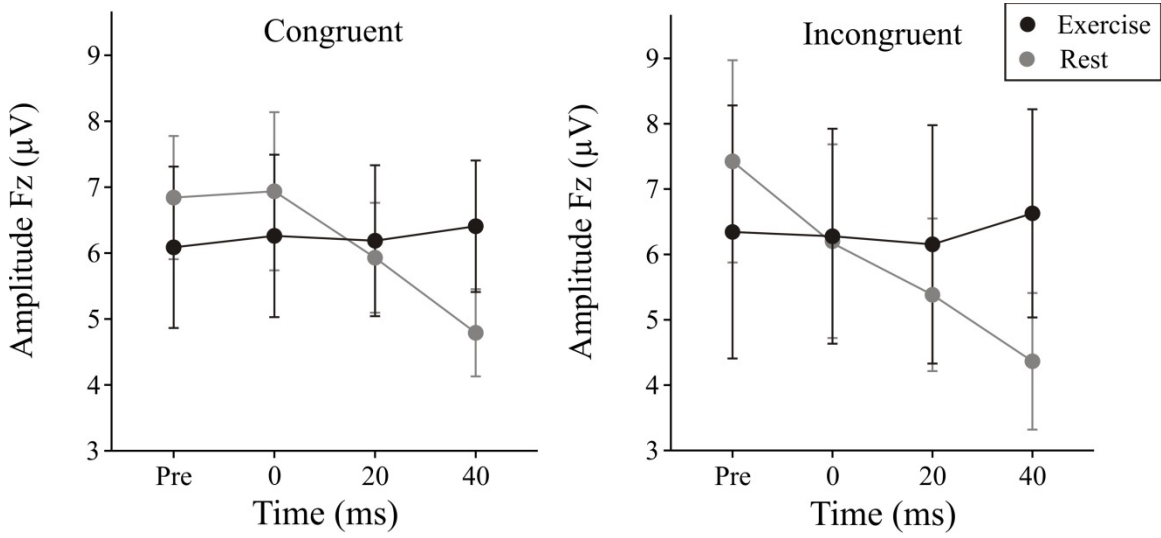 Congruent
Amplitude Fz (µV)
9
8
7
6
5
4
3
Pre 0 20 40
Time (ms)
Incongruent
Amplitude Fz (µV)
9
8
7
6
5
4
3
Pre 0 20 40
Time (ms)
Exercise
Rest